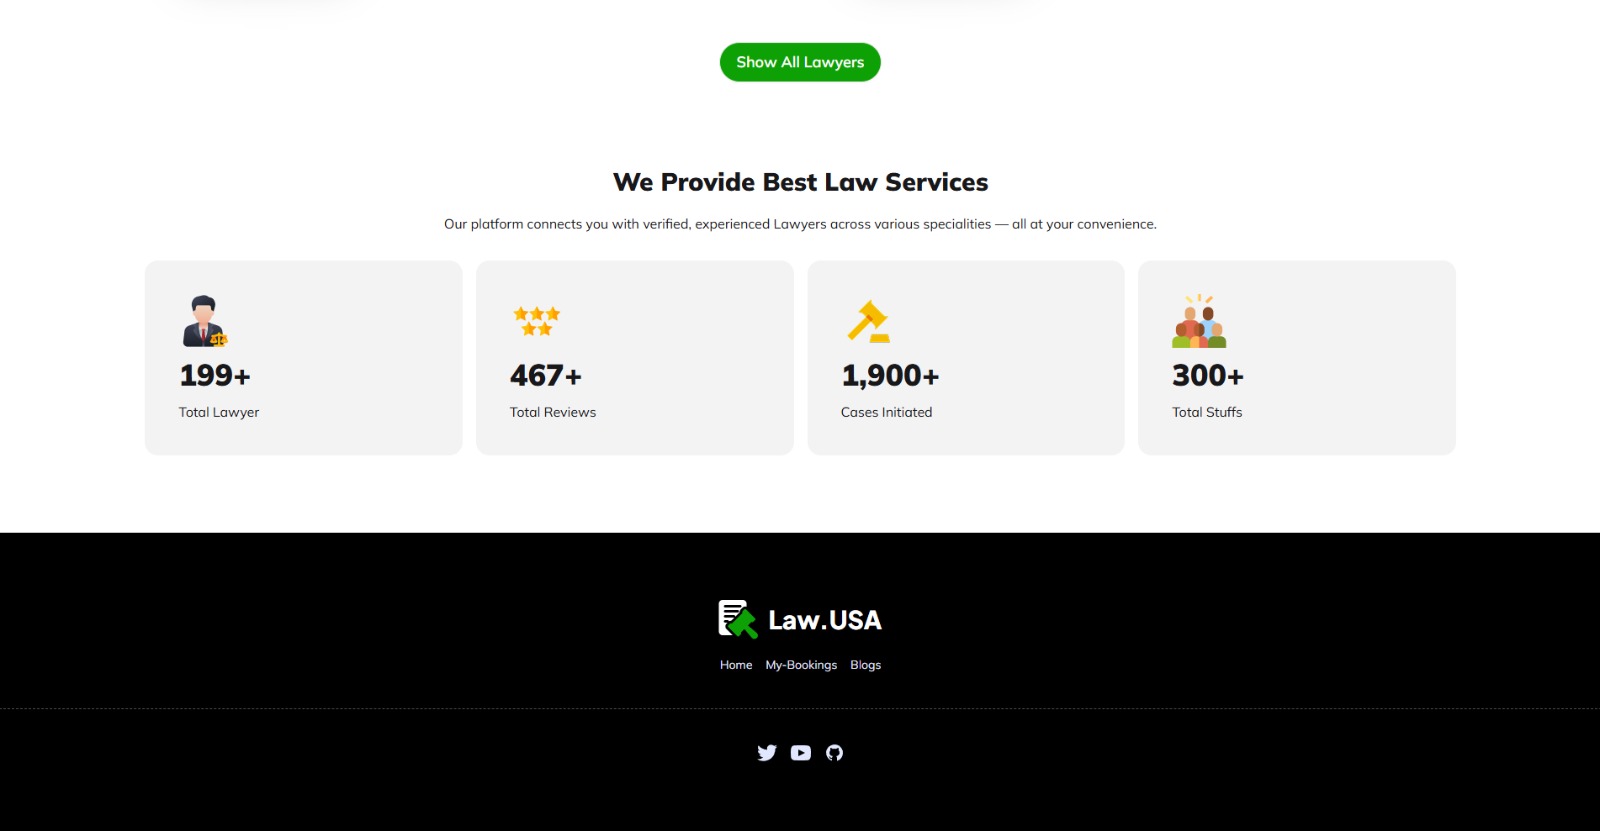 Show All Lawyers
We Provide Best Law Services
Our platform connects you with verified, experienced Lawyers across various specialities — all at your convenience.
199+
Total Lawyer
467+
Total Reviews
1,900+
Cases Initiated
300+
Total Stuffs
Law.USA
Home My-Bookings Blogs